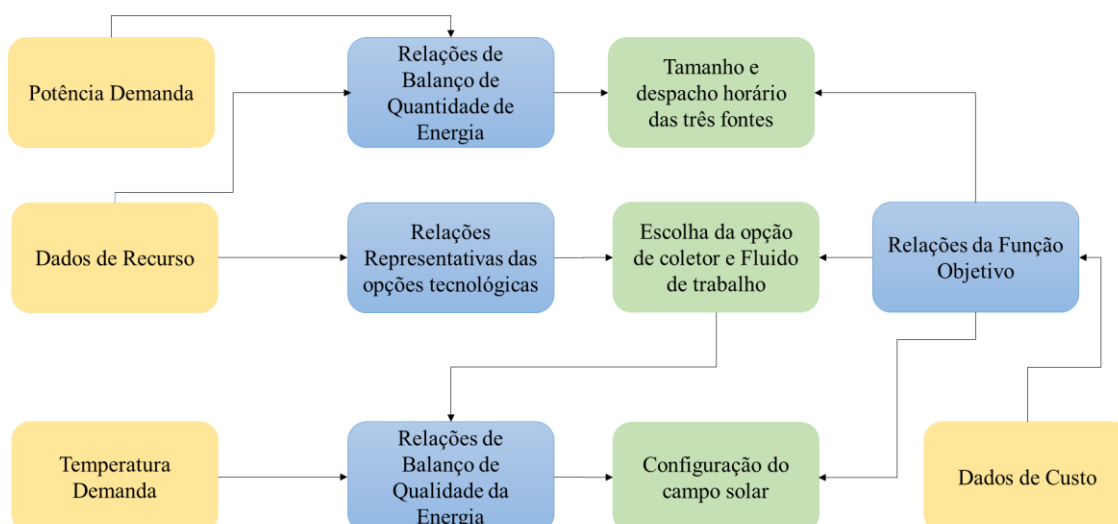 Potência Demanda
Relações de
Balanço de
Quantidade de
Energia
Tamanho e
despacho horário
das três fontes
Dados de Recurso
Relações
Representativas das
opções tecnológicas
Escolha da opção
de coletor e Fluido
de trabalho
Relações da Função
Objetivo
Temperatura
Demanda
Relações de
Balanço de
Qualidade da
Energia
Configuração do
campo solar
Dados de Custo